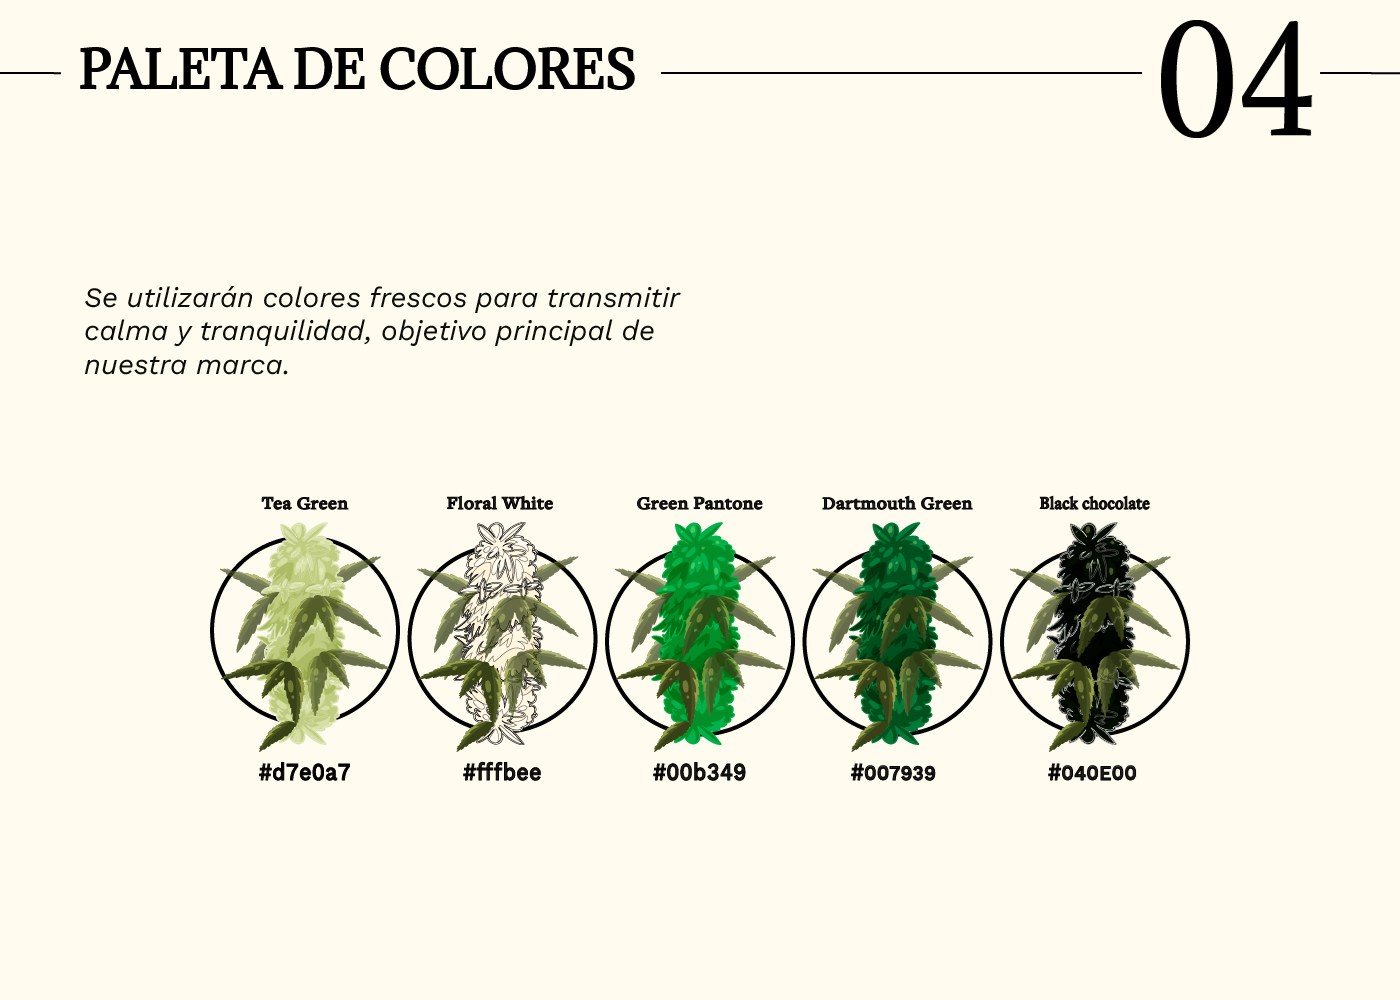 PALETA DE COLORES
04
Se utilizarán colores frescos para transmitir
calma y tranquilidad, objetivo principal de
nuestra marca.
Tea Green
Floral White
Green Pantone
Dartmouth Green
Black chocolate
#d7e0a7
#fffbee
#00b349
#007939
#040E00